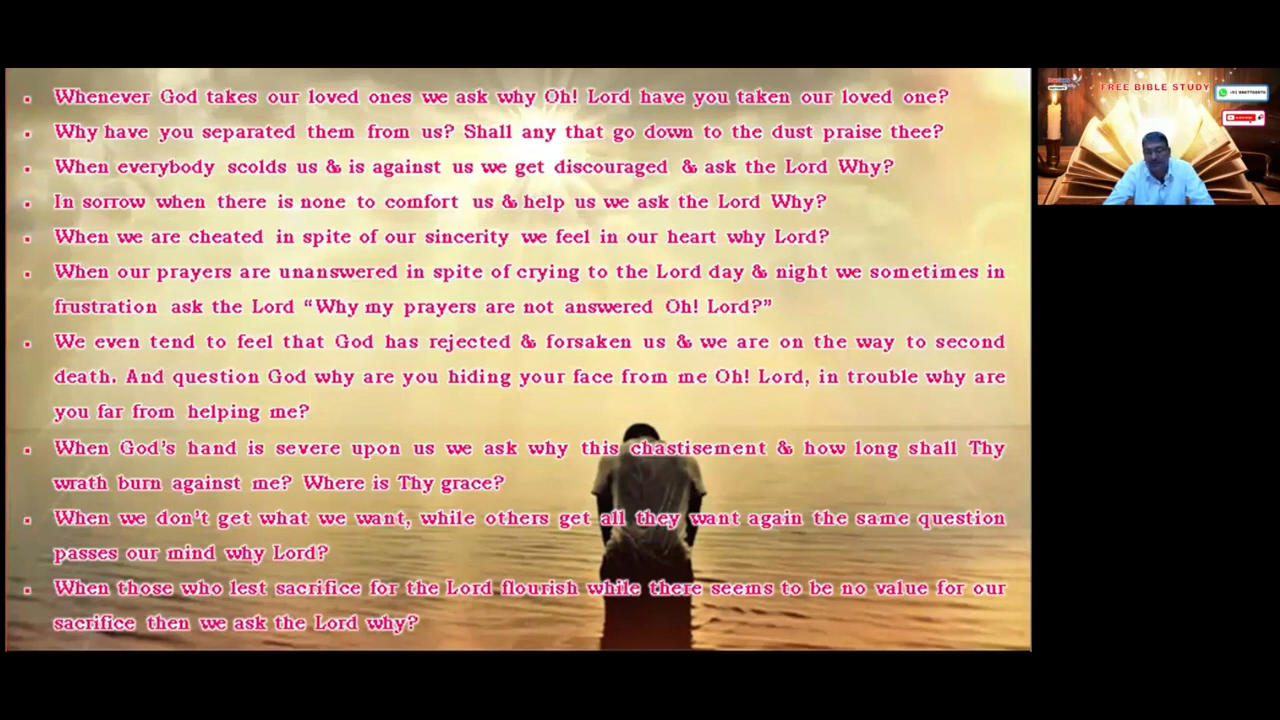 Whenever God takes our loved ones we ask why Oh! Lord have you taken our loved one?
Why have you separated them from us? Shall any that go down to the dust praise thee?
When everybody scolds us & is against us we get discouraged & ask the Lord Why?
In sorrow when there is none to comfort us & help us we ask the Lord Why?
When we are cheated in spite of our sincerity we feel in our heart why Lord?
When our prayers are unanswered in spite of crying to the Lord day & night we sometimes in
frustration ask the Lord “Why my prayers are not answered Oh! Lord?”
We even tend to feel that God has rejected & forsaken us & we are on the way to second
death. And question God why are you hiding your face from me Oh! Lord, in trouble why are
you far from helping me?
When God's hand is severe upon us we ask why this chastisement & how long shall Thy
wrath burn against me? Where is Thy grace?
When we don't get what we want, while others get all they want again the same question
passes our mind why Lord?
When those who lest sacrifice for the Lord flourish while there seems to be no value for our
sacrifice then we ask the Lord why?
FREE BIBLE STUDY